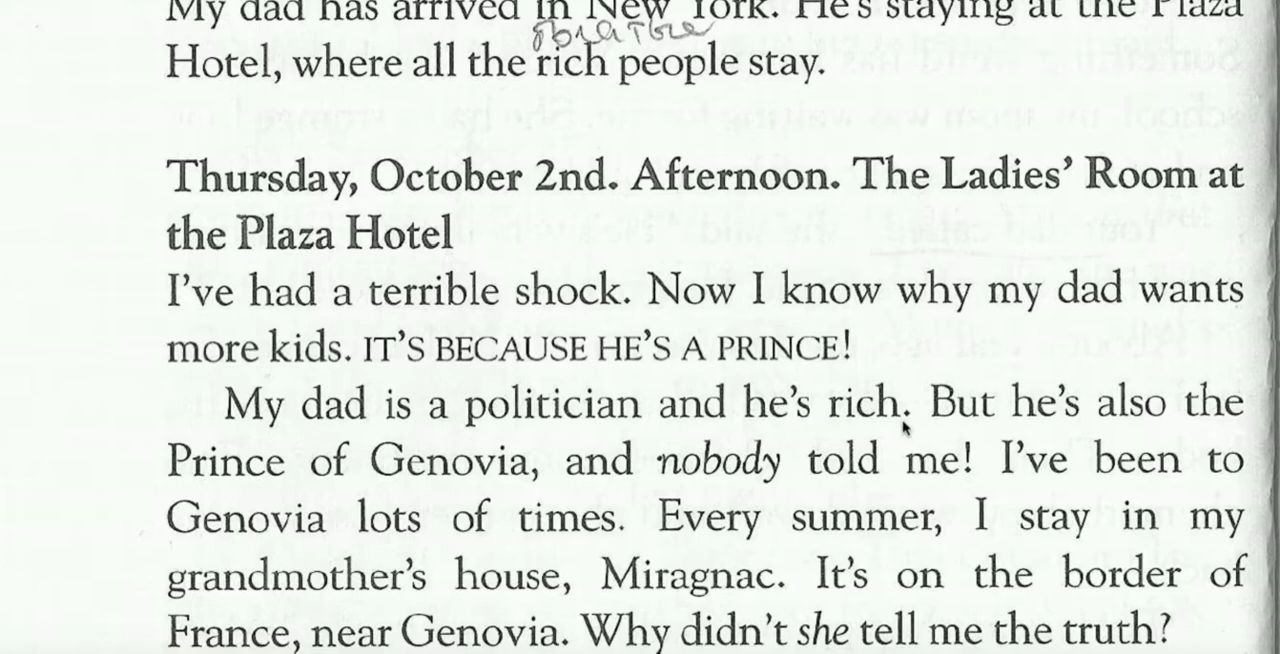 My dad has arrived in New York. He's staying at the Plaza
Hotel, where all the rich people stay.
Thursday, October 2nd. Afternoon. The Ladies' Room at
the Plaza Hotel
I've had a terrible shock. Now I know why my dad wants
more kids. IT'S BECAUSE HE'S A PRINCE!
My dad is a politician and he's rich. But he's also the
Prince of Genovia, and nobody told me! I've been to
Genovia lots of times. Every summer, I stay in my
grandmother's house, Miragnac. It's on the border of
France, near Genovia. Why didn't she tell me the truth?